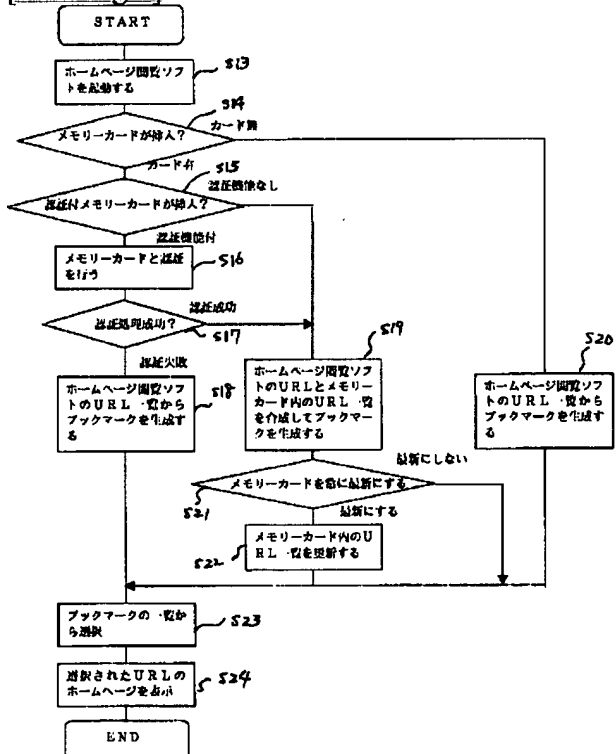 START
ホームページ閲覧ソフ
トを起動する
S13
S14
メモリーカードが挿入?
カード無
カード有
S15
認証機能なし
認証付メモリーカードが挿入?
認証機能付
メモリーカードと認証
を行う
S16
認証成功
認証処理成功?
S17
認証失敗
ホームページ閲覧ソフ
トのURL一覧から
ブックマークを生成す
る
S18
S19
ホームページ閲覧ソフ
トのURLとメモリー
カード内のURL一覧
を合成してブックマー
クを生成する
S20
ホームページ閲覧ソフ
トのURL一覧から
ブックマークを生成す
る
最新にしない
メモリーカードを常に最新にする
S21
最新にする
メモリーカード内のU
RL一覧を更新する
S22
ブックマークの一覧か
ら選択
S23
選択されたURLの
ホームページを表示
S24
END